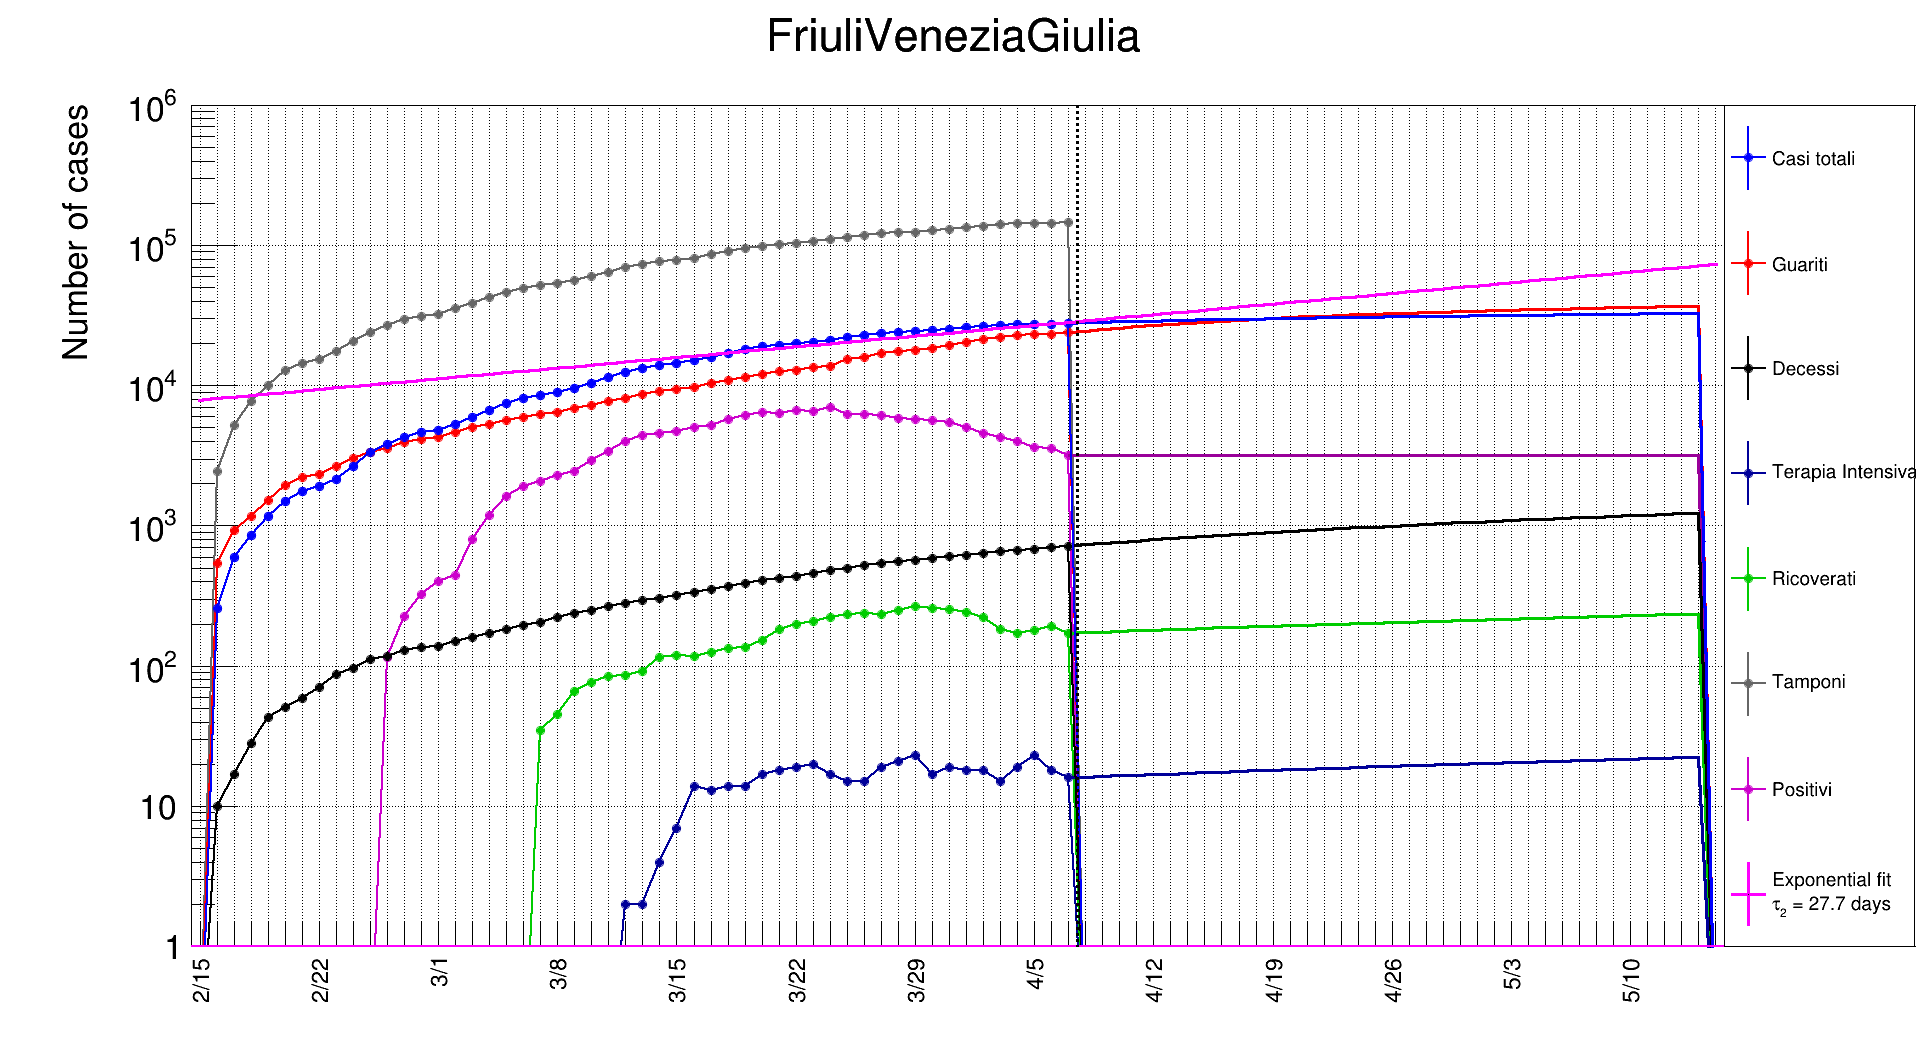 FriuliVeneziaGiulia
Number of cases
10^6
10^5
10^4
10^3
10^2
10
1
2/15
2/22
3/1
3/8
3/15
3/22
3/29
4/5
4/12
4/19
4/26
5/3
5/10
Casi totali
Guariti
Decessi
Terapia Intensiva
Ricoverati
Tamponi
Positivi
Exponential fit
τ₂ = 27.7 days